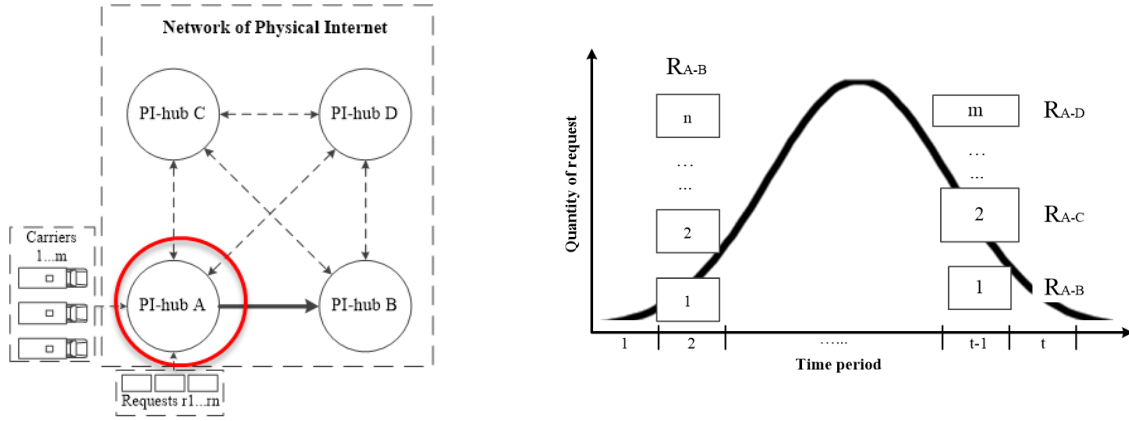 Network of Physical Internet
PI-hub C
PI-hub D
Carriers
1...m
PI-hub A
PI-hub B
Requests r1...rn
Quantity of request
RA-B
n
...
...
2
1
m
RA-D
...
...
2
RA-C
1
RA-B
1
2
......
t-1
t
Time period